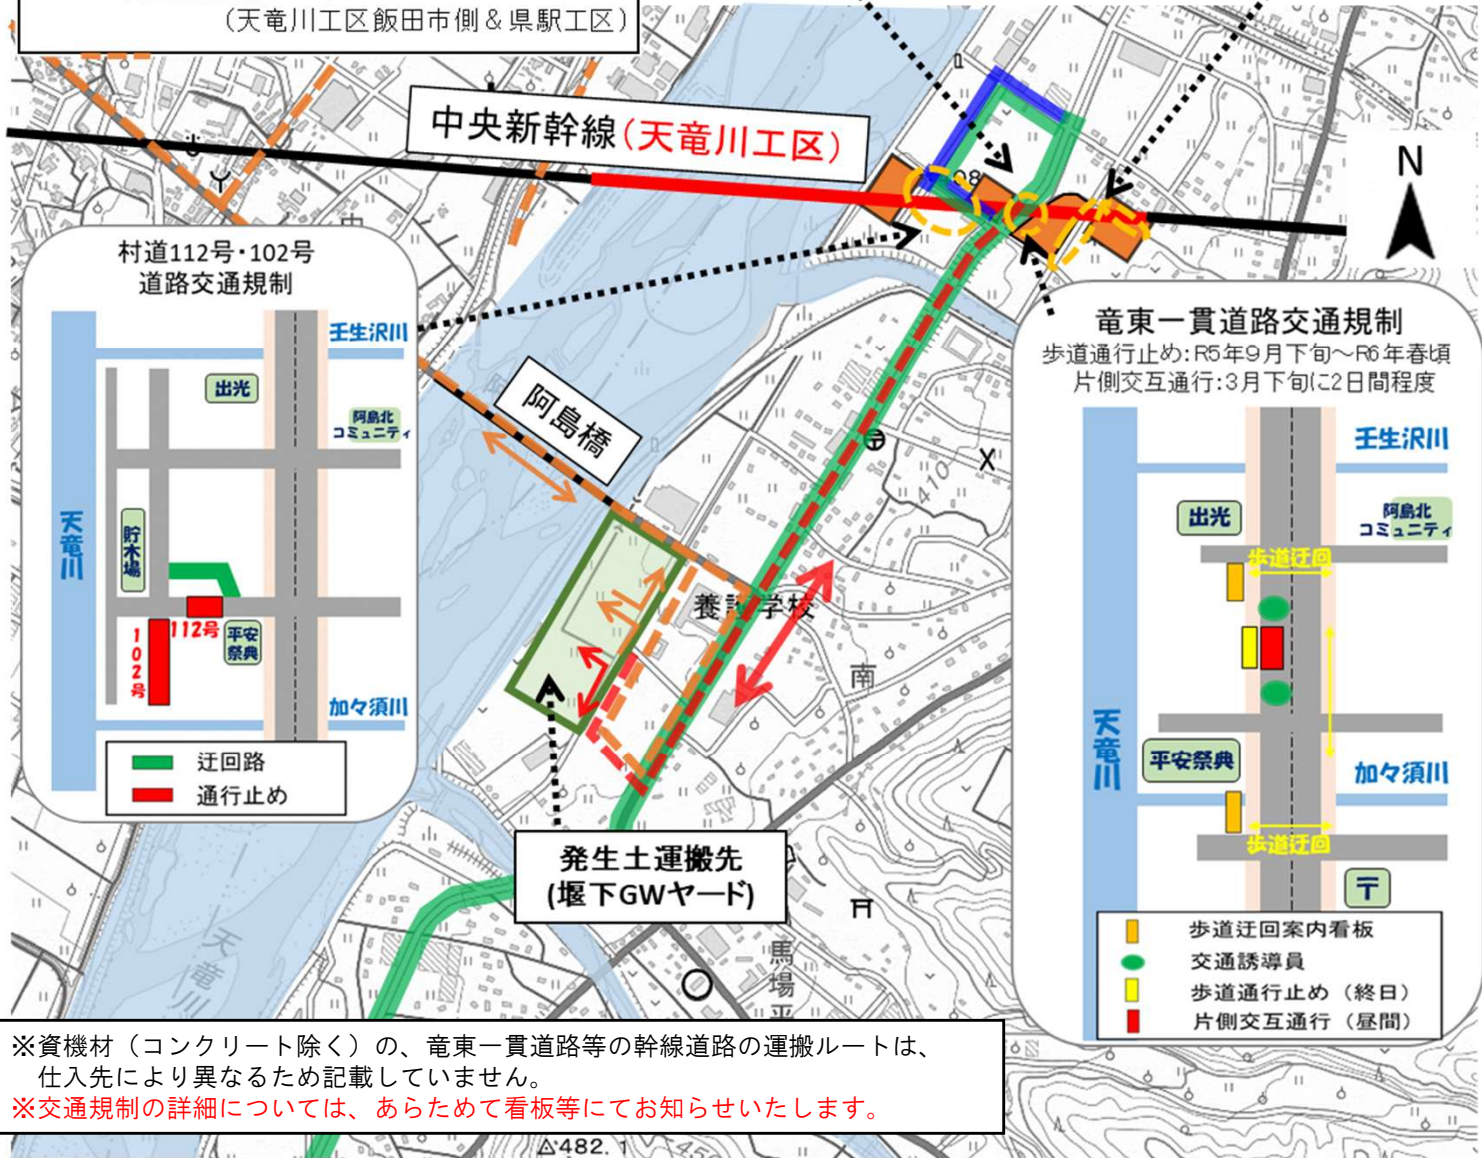 (天竜川工区飯田市側＆県駅工区)
中央新幹線(天竜川工区)
N
村道112号・102号
道路交通規制
壬生沢川
出光
阿島北
コミュニティ
天竜川
貯木場
112号
102号
平安
祭典
加々須川
迂回路
通行止め
阿島橋
410
養護学校
南
竜東一貫道路交通規制
歩道通行止め:R5年9月下旬～R6年春頃
片側交互通行:3月下旬に2日間程度
壬生沢川
出光
阿島北
コミュニティ
歩道迂回
天竜川
平安祭典
加々須川
歩道迂回
〒
歩道迂回案内看板
交通誘導員
歩道通行止め（終日）
片側交互通行（昼間）
発生土運搬先
(堰下GWヤード)
天竜川
馬場平
※資機材（コンクリート除く）の、竜東一貫道路等の幹線道路の運搬ルートは、
仕入先により異なるため記載していません。
※交通規制の詳細については、あらためて看板等にてお知らせいたします。
△482.1